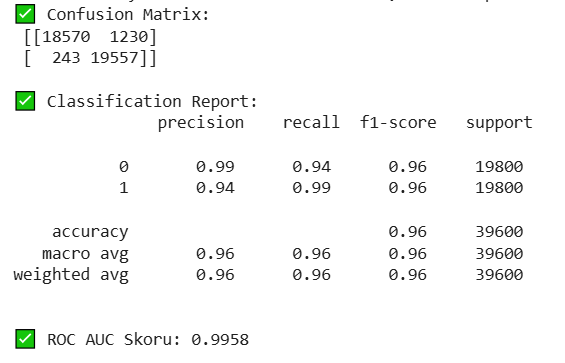 ✅ Confusion Matrix:
[[18570  1230]
[  243 19557]]
✅ Classification Report:
precision    recall  f1-score   support
0       0.99      0.94      0.96     19800
1       0.94      0.99      0.96     19800
accuracy                           0.96     39600
macro avg       0.96      0.96      0.96     39600
weighted avg       0.96      0.96      0.96     39600
✅ ROC AUC Skoru: 0.9958